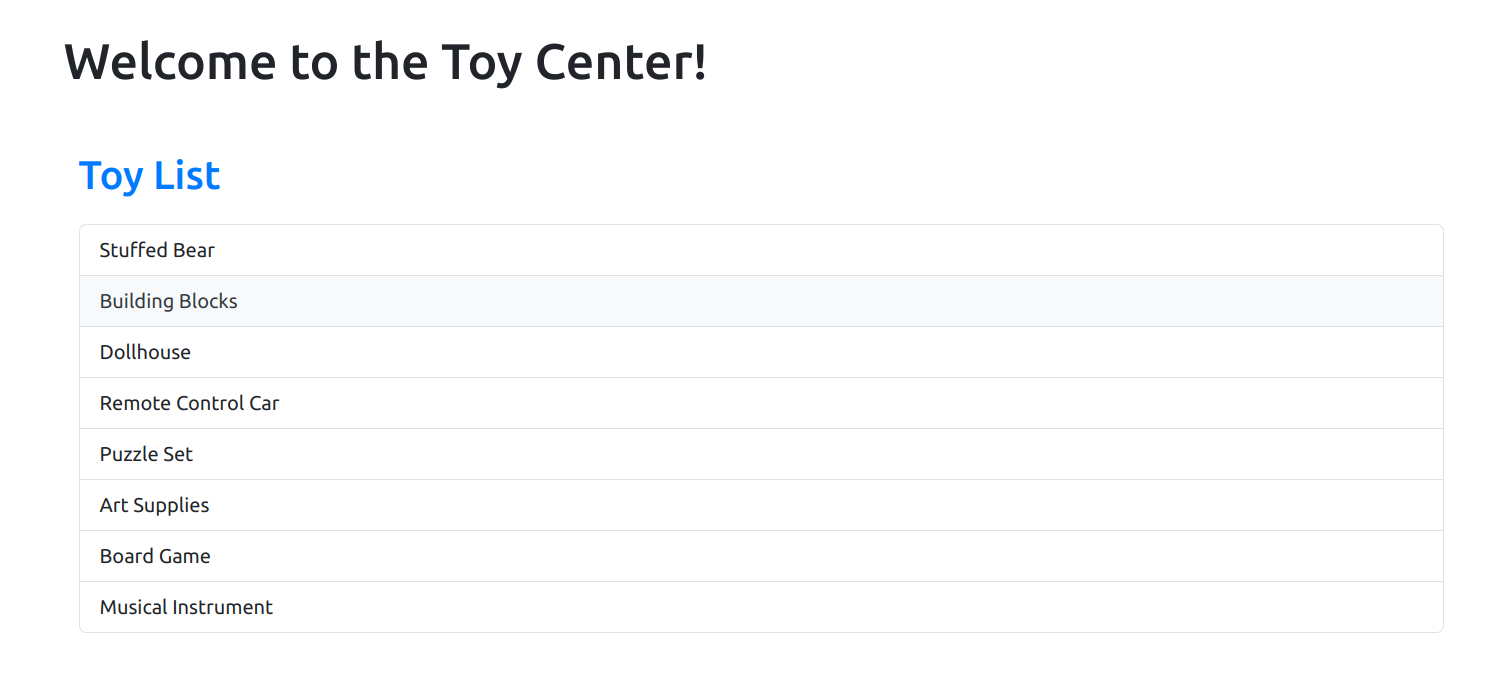 Welcome to the Toy Center!
Toy List
Stuffed Bear
Building Blocks
Dollhouse
Remote Control Car
Puzzle Set
Art Supplies
Board Game
Musical Instrument